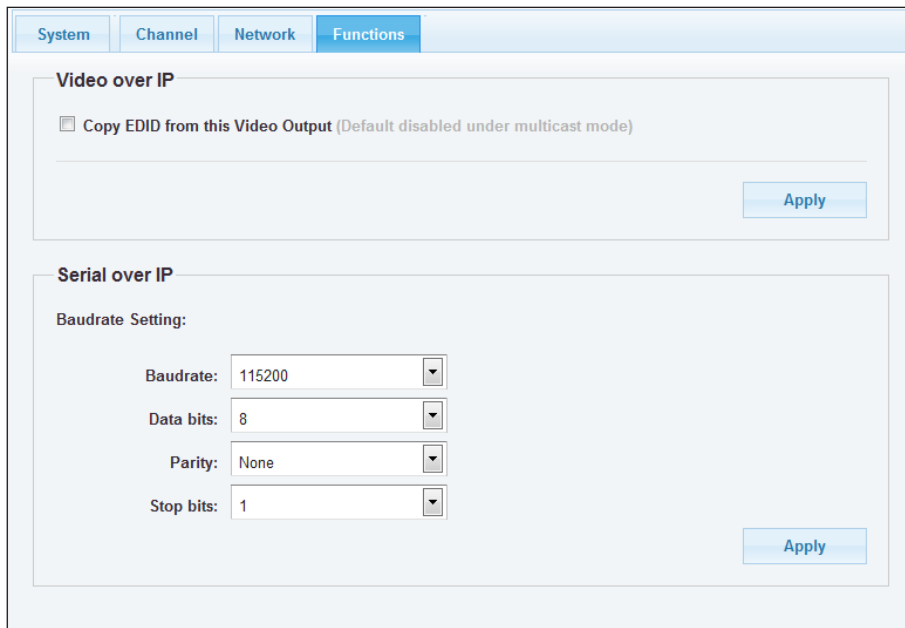 System Channel Network Functions
Video over IP
Copy EDID from this Video Output (Default disabled under multicast mode)
Apply
Serial over IP
Baudrate Setting:
Baudrate: 115200
Data bits: 8
Parity: None
Stop bits: 1
Apply